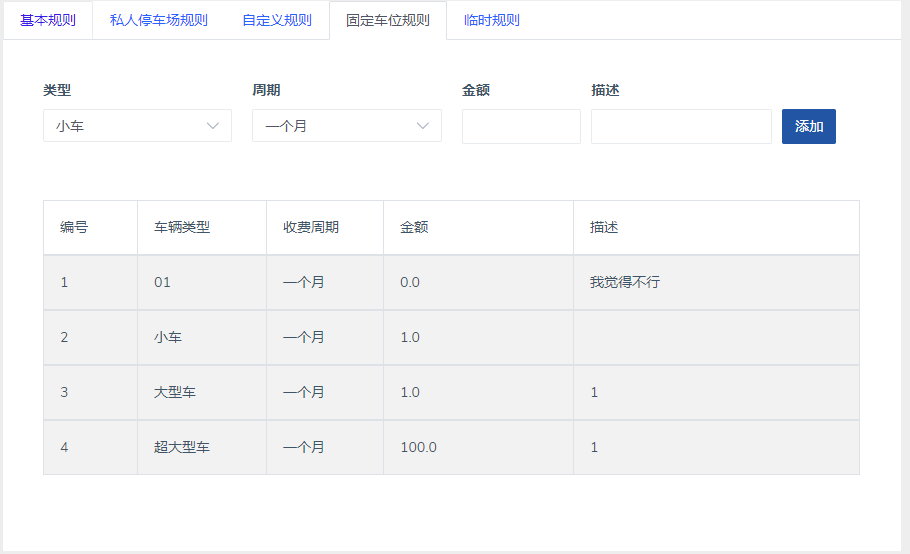 基本规则 私人停车场规则 自定义规则 固定车位规则 临时规则
类型 周期 金额 描述
小车 一个月 添加
编号 车辆类型 收费周期 金额 描述
1 01 一个月 0.0 我觉得不行
2 小车 一个月 1.0
3 大型车 一个月 1.0 1
4 超大型车 一个月 100.0 1